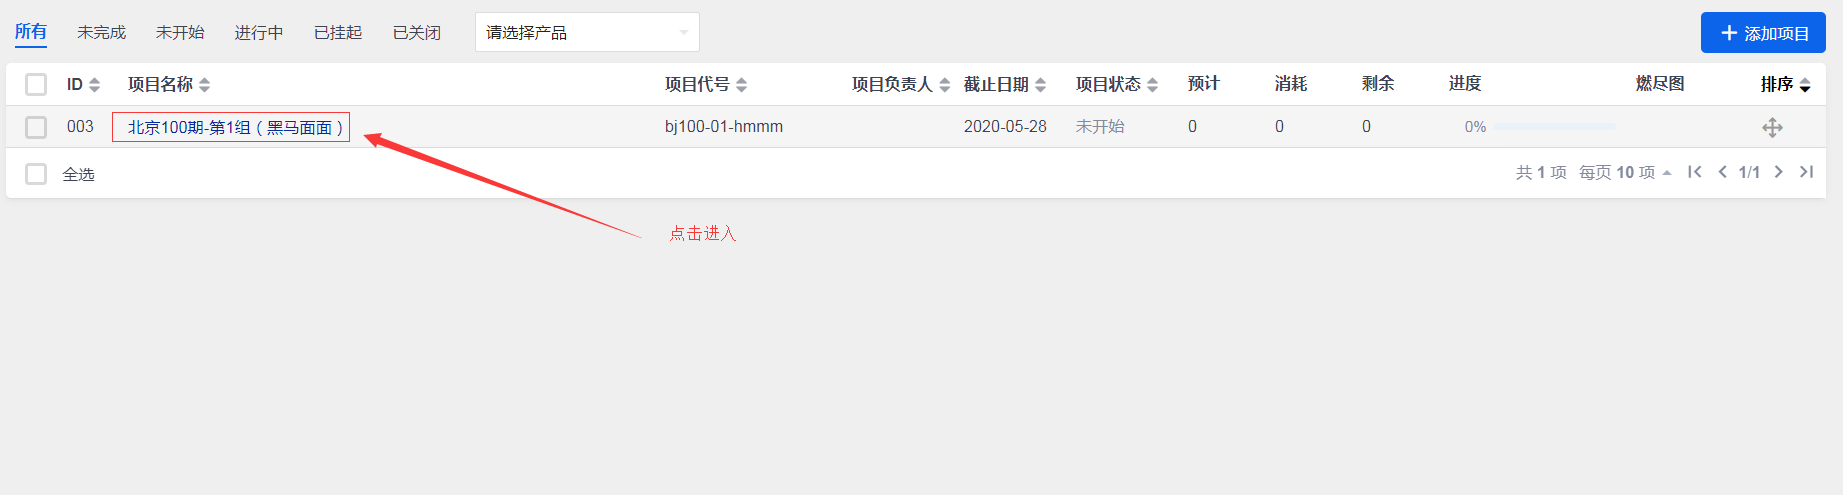 所有 未完成 未开始 进行中 已挂起 已关闭 请选择产品 添加项目
ID 项目名称 项目代号 项目负责人 截止日期 项目状态 预计 消耗 剩余 进度 燃尽图 排序
003 北京100期-第1组（黑马面面） bj100-01-hmmm 2020-05-28 未开始 0 0 0 0%
全选 共 1 项 每页 10 项 1/1
点击进入